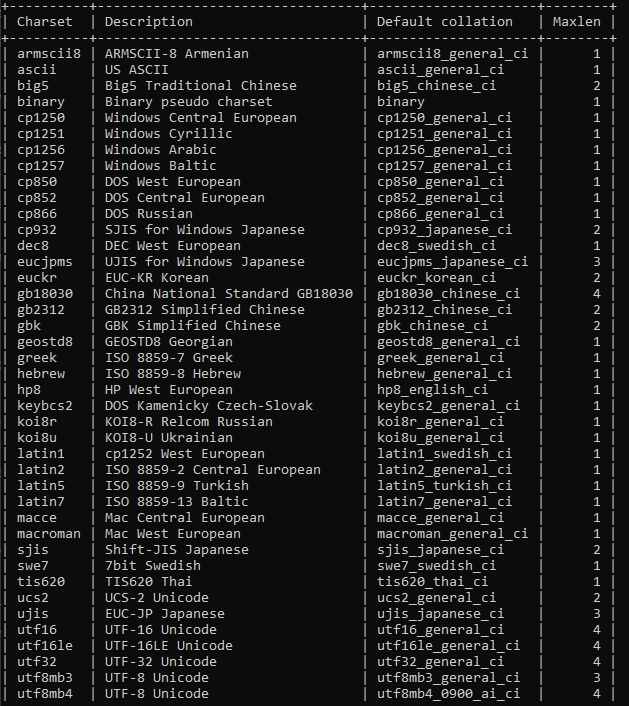 +----------+---------------------------------+---------------------+--------+
| Charset  | Description                     | Default collation   | Maxlen |
+----------+---------------------------------+---------------------+--------+
| armscii8 | ARMSCII-8 Armenian              | armscii8_general_ci |      1 |
| ascii    | US ASCII                        | ascii_general_ci    |      1 |
| big5     | Big5 Traditional Chinese        | big5_chinese_ci     |      2 |
| binary   | Binary pseudo charset           | binary              |      1 |
| cp1250   | Windows Central European        | cp1250_general_ci   |      1 |
| cp1251   | Windows Cyrillic                | cp1251_general_ci   |      1 |
| cp1256   | Windows Arabic                  | cp1256_general_ci   |      1 |
| cp1257   | Windows Baltic                  | cp1257_general_ci   |      1 |
| cp850    | DOS West European               | cp850_general_ci    |      1 |
| cp852    | DOS Central European            | cp852_general_ci    |      1 |
| cp866    | DOS Russian                     | cp866_general_ci    |      1 |
| cp932    | SJIS for Windows Japanese       | cp932_japanese_ci   |      2 |
| dec8     | DEC West European               | dec8_swedish_ci     |      1 |
| eucjpms  | UJIS for Windows Japanese       | eucjpms_japanese_ci |      3 |
| euckr    | EUC-KR Korean                   | euckr_korean_ci     |      2 |
| gb18030  | China National Standard GB18030 | gb18030_chinese_ci  |      4 |
| gb2312   | GB2312 Simplified Chinese       | gb2312_chinese_ci   |      2 |
| gbk      | GBK Simplified Chinese          | gbk_chinese_ci      |      2 |
| geostd8  | GEOSTD8 Georgian                | geostd8_general_ci  |      1 |
| greek    | ISO 8859-7 Greek                | greek_general_ci    |      1 |
| hebrew   | ISO 8859-8 Hebrew               | hebrew_general_ci   |      1 |
| hp8      | HP West European                | hp8_english_ci      |      1 |
| keybcs2  | DOS Kamenicky Czech-Slovak      | keybcs2_general_ci  |      1 |
| koi8r    | KOI8-R Relcom Russian           | koi8r_general_ci    |      1 |
| koi8u    | KOI8-U Ukrainian                | koi8u_general_ci    |      1 |
| latin1   | cp1252 West European            | latin1_swedish_ci   |      1 |
| latin2   | ISO 8859-2 Central European     | latin2_general_ci   |      1 |
| latin5   | ISO 8859-9 Turkish              | latin5_turkish_ci   |      1 |
| latin7   | ISO 8859-13 Baltic              | latin7_general_ci   |      1 |
| macce    | Mac Central European            | macce_general_ci    |      1 |
| macroman | Mac West European               | macroman_general_ci |      1 |
| sjis     | Shift-JIS Japanese              | sjis_japanese_ci    |      2 |
| swe7     | 7bit Swedish                    | swe7_swedish_ci     |      1 |
| tis620   | TIS620 Thai                     | tis620_thai_ci      |      1 |
| ucs2     | UCS-2 Unicode                   | ucs2_general_ci     |      2 |
| ujis     | EUC-JP Japanese                 | ujis_japanese_ci    |      3 |
| utf16    | UTF-16 Unicode                  | utf16_general_ci    |      4 |
| utf16le  | UTF-16LE Unicode                | utf16le_general_ci  |      4 |
| utf32    | UTF-32 Unicode                  | utf32_general_ci    |      4 |
| utf8mb3  | UTF-8 Unicode                   | utf8mb3_general_ci  |      3 |
| utf8mb4  | UTF-8 Unicode                   | utf8mb4_0900_ai_ci  |      4 |